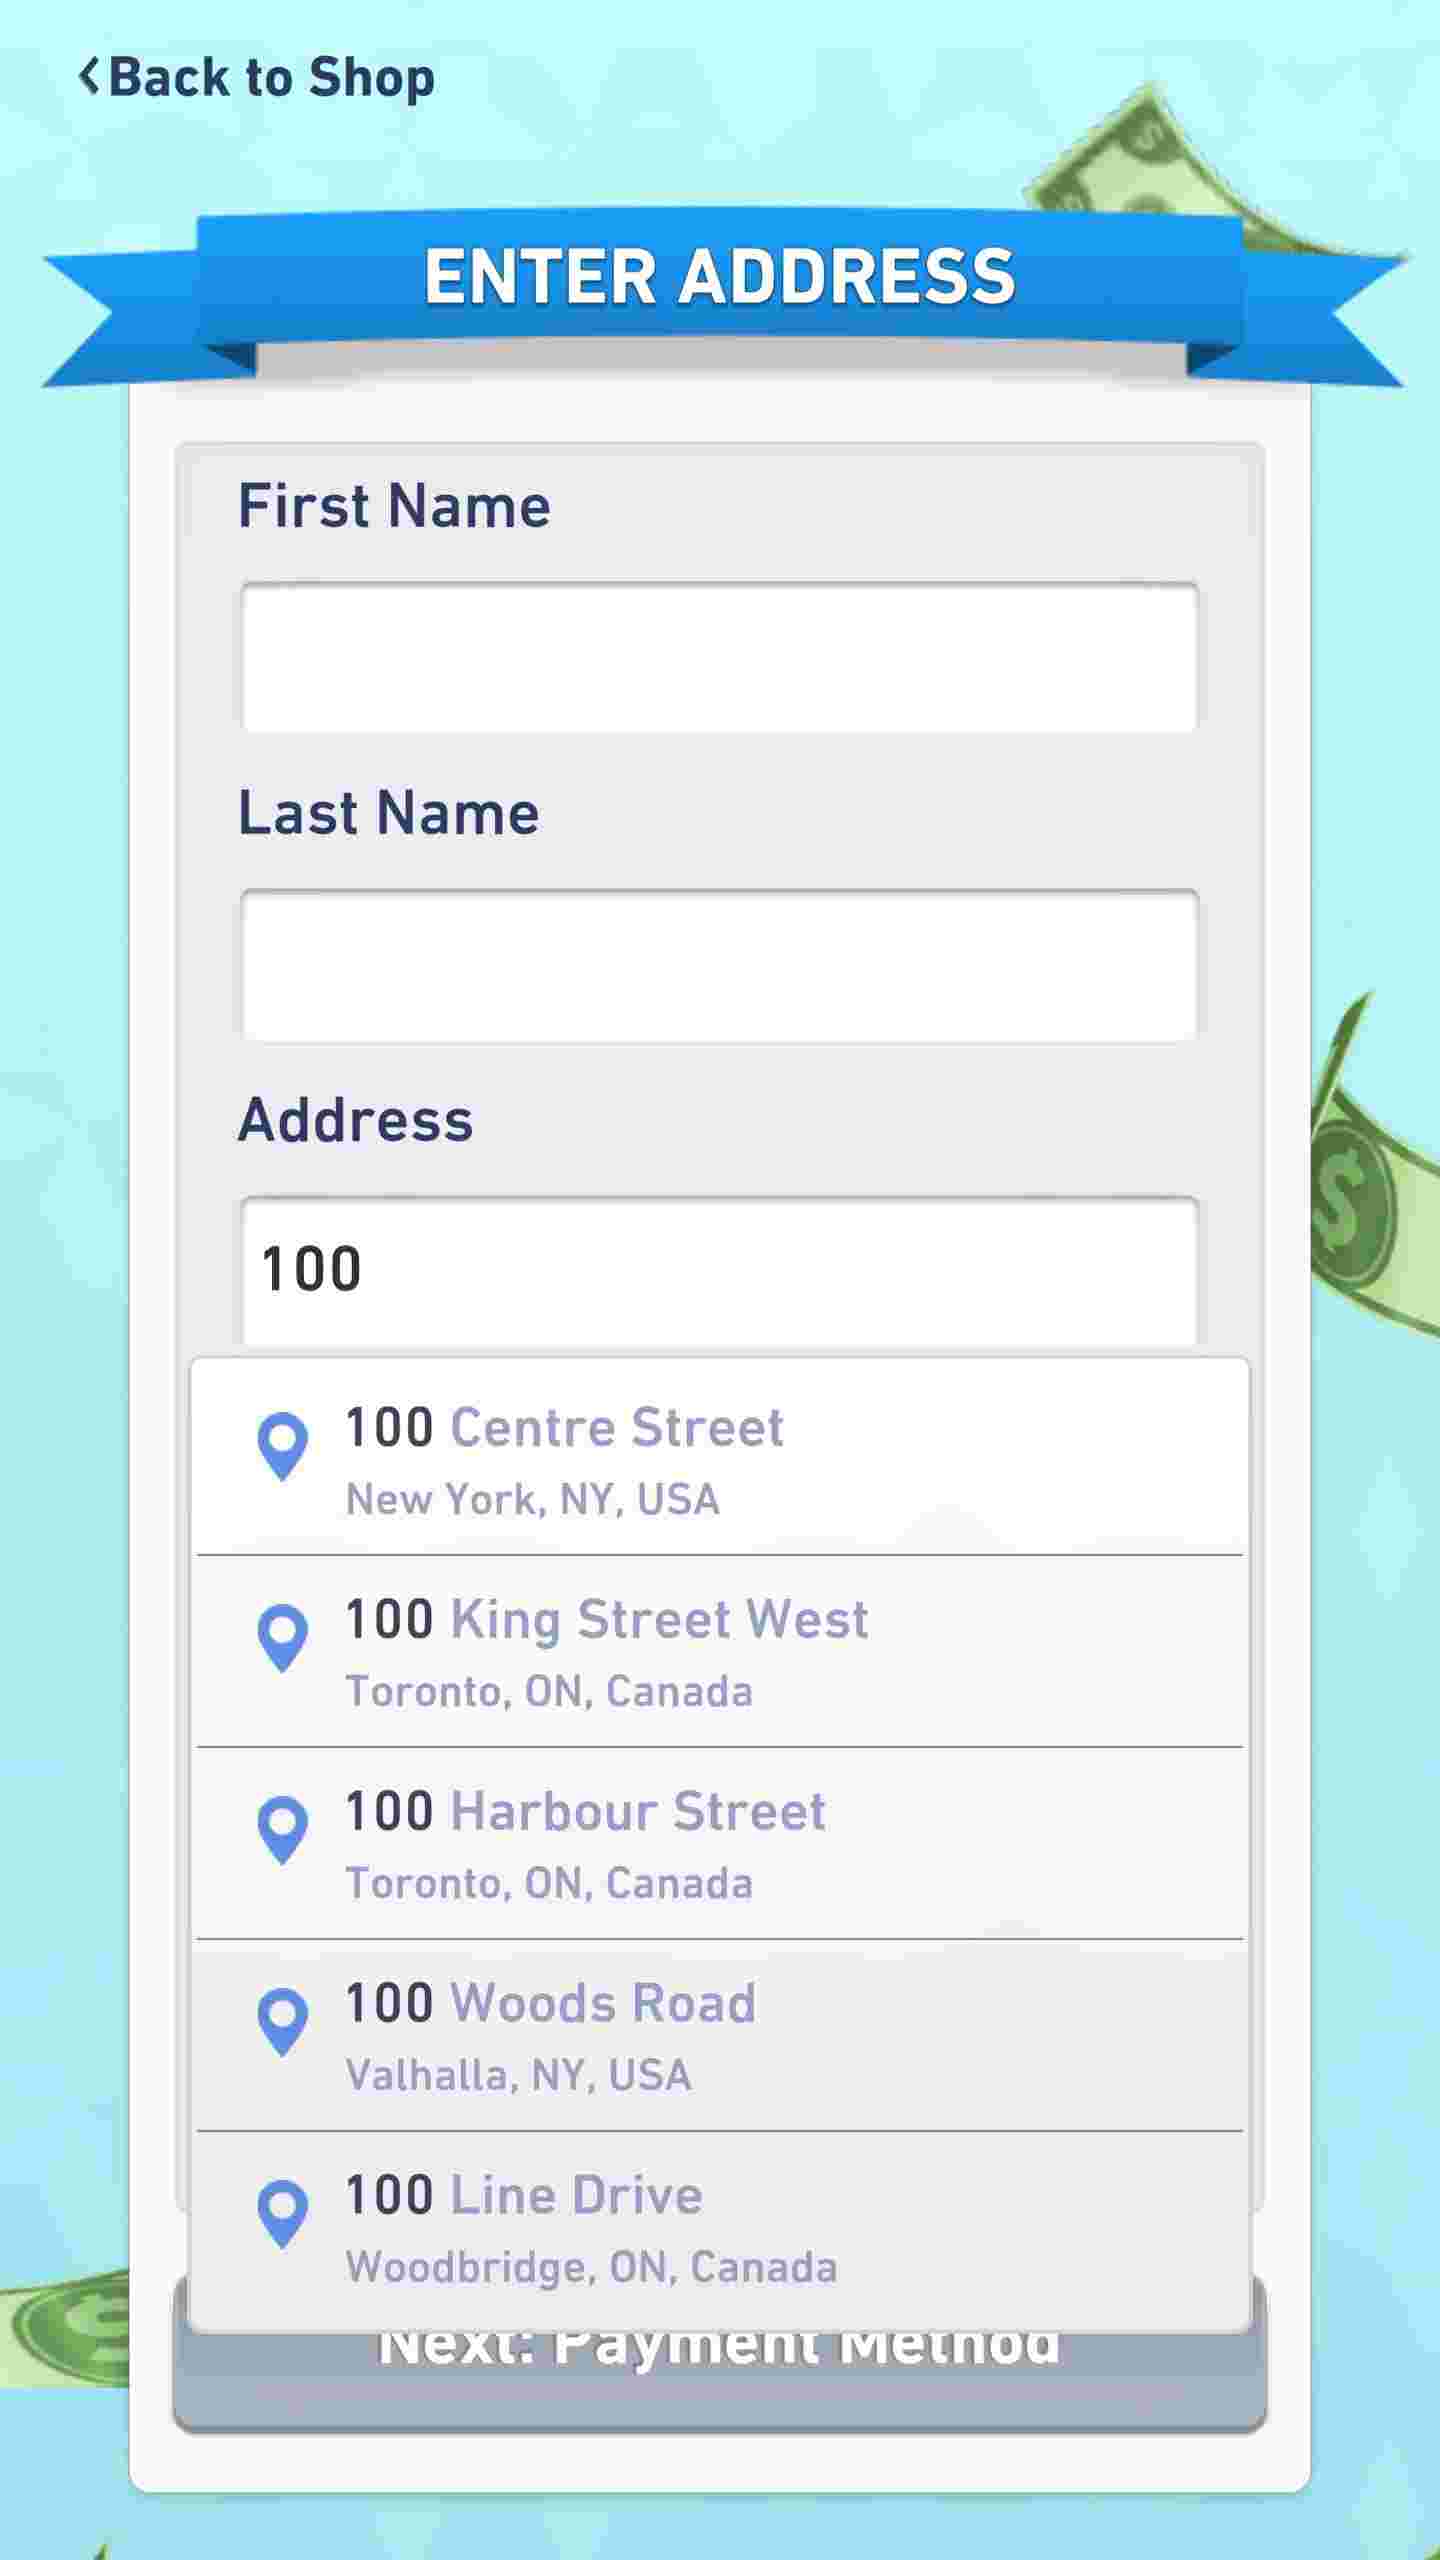 Back to Shop
ENTER ADDRESS
First Name
Last Name
Address
100
100 Centre Street
New York, NY, USA
100 King Street West
Toronto, ON, Canada
100 Harbour Street
Toronto, ON, Canada
100 Woods Road
Valhalla, NY, USA
100 Line Drive
Woodbridge, ON, Canada
Next: Payment Method